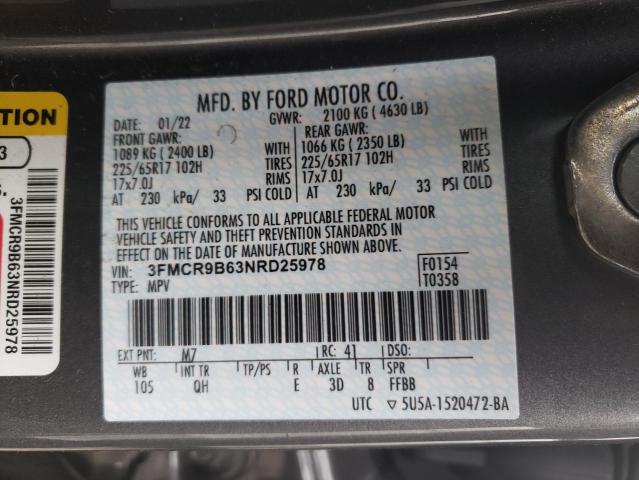 TION
3
S.
3FMCR9B63NRD25978
MFD. BY FORD MOTOR CO.
DATE: 01/22 GVWR: 2100 KG ( 4630 LB)
FRONT GAWR: REAR GAWR:
1089 KG ( 2400 LB) WITH 1066 KG ( 2350 LB) WITH
225/65R17 102H TIRES 225/65R17 102H TIRES
17x7.0J RIMS 17x7.0J RIMS
AT 230 kPa/ 33 PSI COLD AT 230 kPa/ 33 PSI COLD
THIS VEHICLE CONFORMS TO ALL APPLICABLE FEDERAL MOTOR
VEHICLE SAFETY AND THEFT PREVENTION STANDARDS IN
EFFECT ON THE DATE OF MANUFACTURE SHOWN ABOVE.
VIN: 3FMCR9B63NRD25978 F0154
TYPE: MPV T0358
EXT PNT: M7 RC: 41 DSO:
WB INT TR TP/PS R AXLE TR SPR
105 QH E 3D 8 FFBB
UTC ▽ 5U5A-1520472-BA